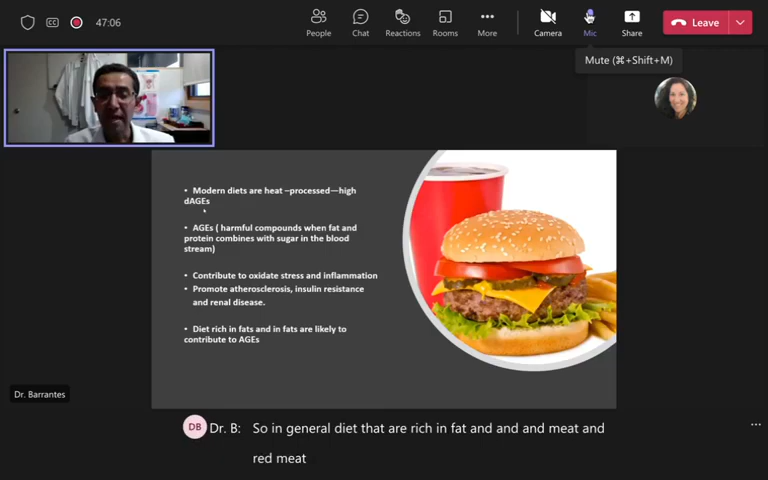 CC
47:06
People
Chat
Reactions
Rooms
More
Camera
Mic
Share
Leave
Mute (⌘+Shift+M)
• Modern diets are heat –processed—high
dAGEs
• AGEs ( harmful compounds when fat and
protein combines with sugar in the blood
stream)
• Contribute to oxidate stress and inflammation
• Promote atherosclerosis, insulin resistance
and renal disease.
• Diet rich in fats and in fats are likely to
contribute to AGEs
Dr. Barrantes
DB Dr. B: So in general diet that are rich in fat and and and meat and
red meat